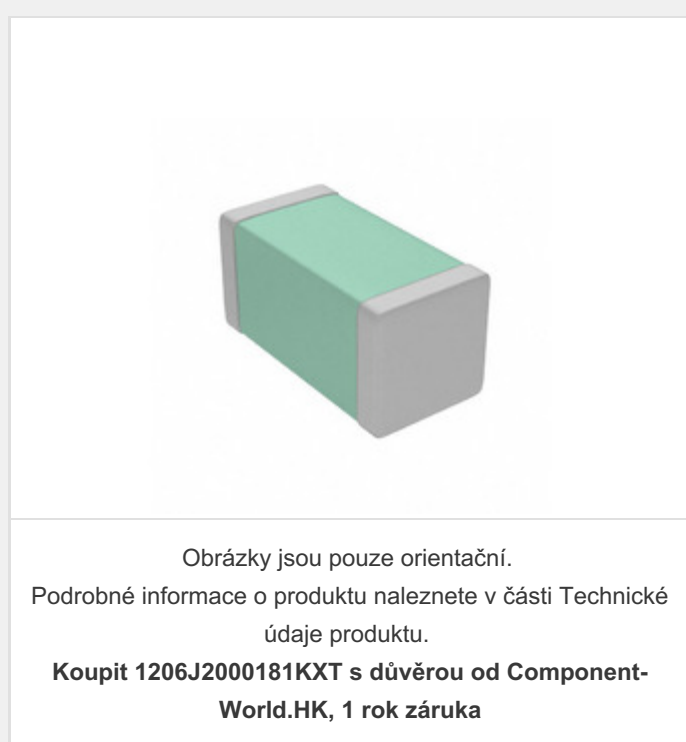 Obrázky jsou pouze orientační.
Podrobné informace o produktu naleznete v části Technické
údaje produktu.
Koupit 1206J2000181KXT s důvěrou od Component-
World.HK, 1 rok záruka